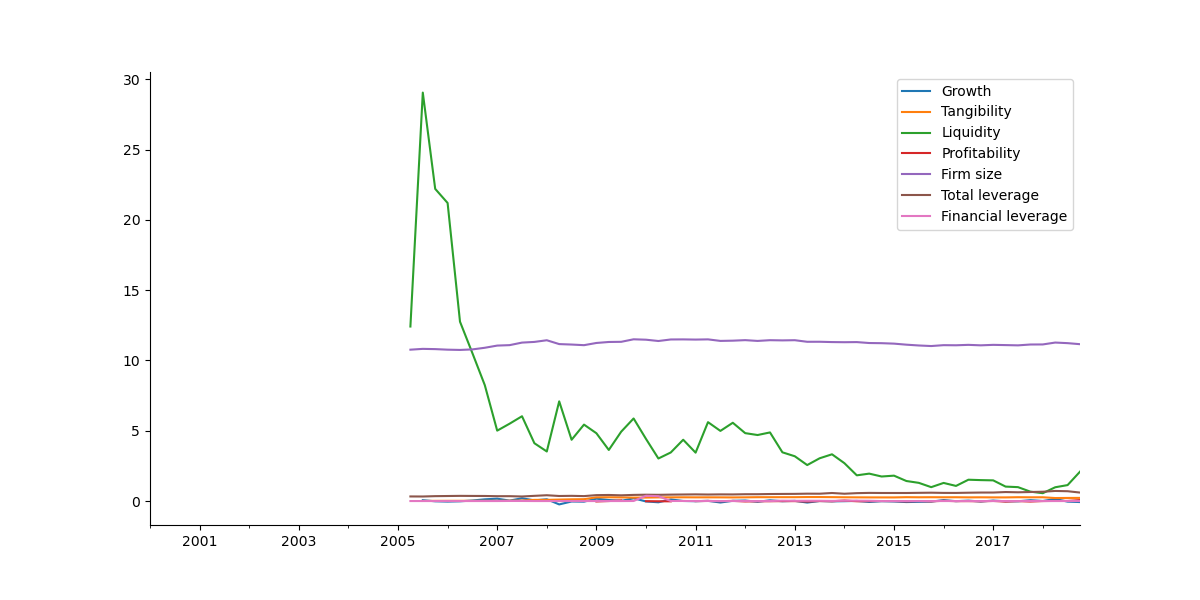 30
25
20
15
10
5
0
2001 2003 2005 2007 2009 2011 2013 2015 2017
Growth
Tangibility
Liquidity
Profitability
Firm size
Total leverage
Financial leverage